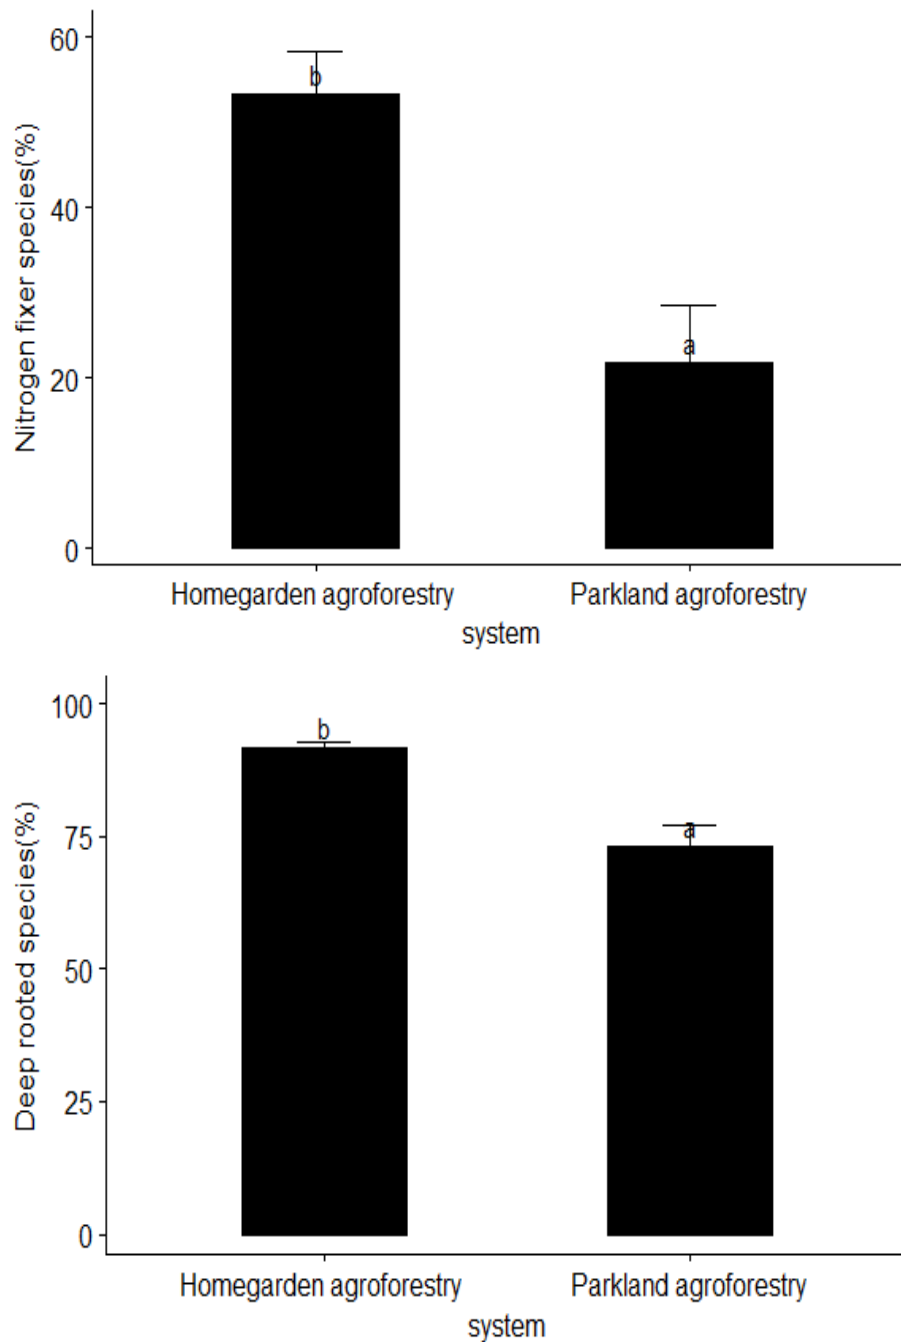 Nitrogen fixer species(%)
60
40
20
0
b
a
Homegarden agroforestry
Parkland agroforestry
system
Deep rooted species(%)
100
75
50
25
0
b
a
Homegarden agroforestry
Parkland agroforestry
system